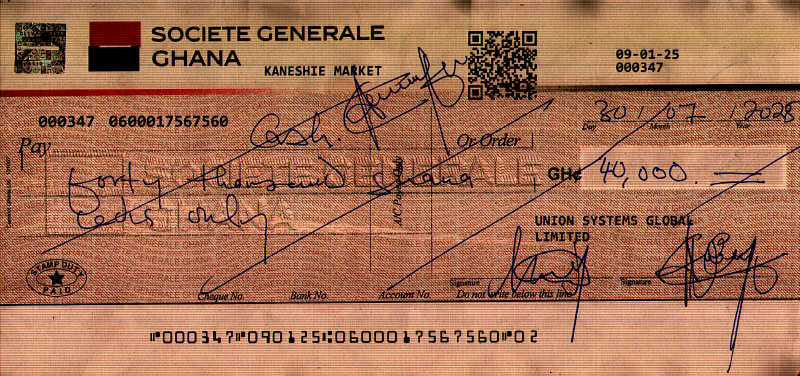 SOCIETE GENERALE
GHANA
KANESHIE MARKET
09-01-25
000347
000347 0600017567560
Cash.
30 / 07 / 2025
Day Month Year
Pay
Or Order
forty thousand Ghana
GH¢ 40,000.
cedis only
A/C Payee Only
UNION SYSTEMS GLOBAL
LIMITED
STAMP DUTY
PAID
Cheque No. Bank No. Account No.
Signature Signature
Do not write below this line
⑈000347⑈090125⑆0600017567560⑈02